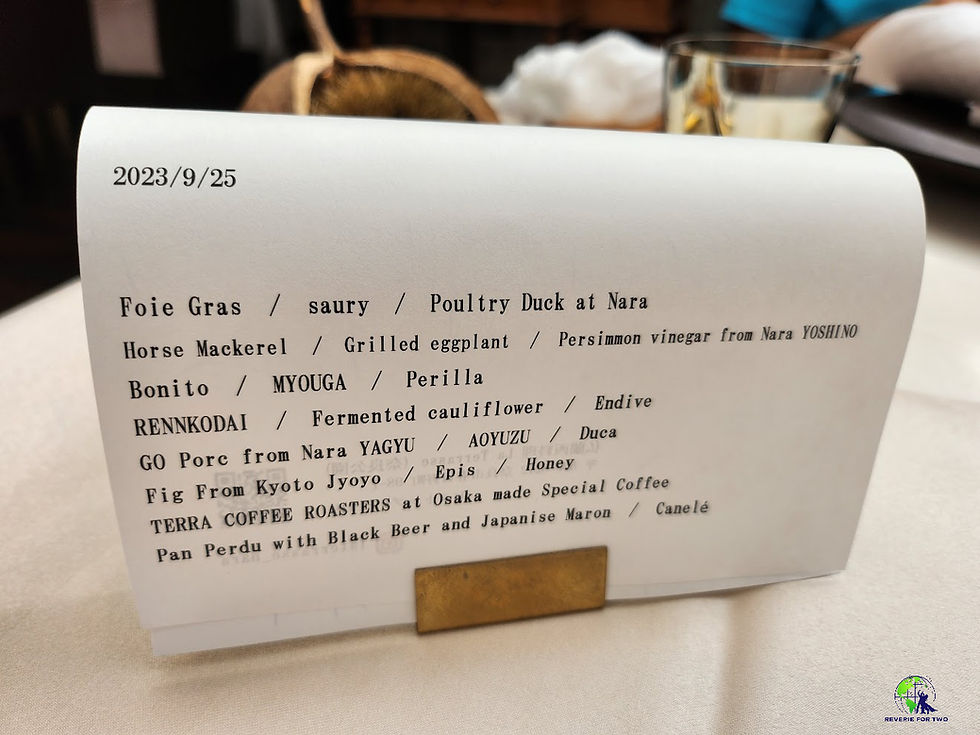 2023/9/25
Foie Gras / saury / Poultry Duck at Nara
Horse Mackerel / Grilled eggplant / Persimmon vinegar from Nara YOSHINO
Bonito / MYOUGA / Perilla
RENNKODAI / Fermented cauliflower / Endive
GO Porc from Nara YAGYU / AOYUZU / Duca
Fig From Kyoto Jyoyo / Epis / Honey
TERRA COFFEE ROASTERS at Osaka made Special Coffee
Pan Perdu with Black Beer and Japanise Maron / Canelé
REVERIE FOR TWO